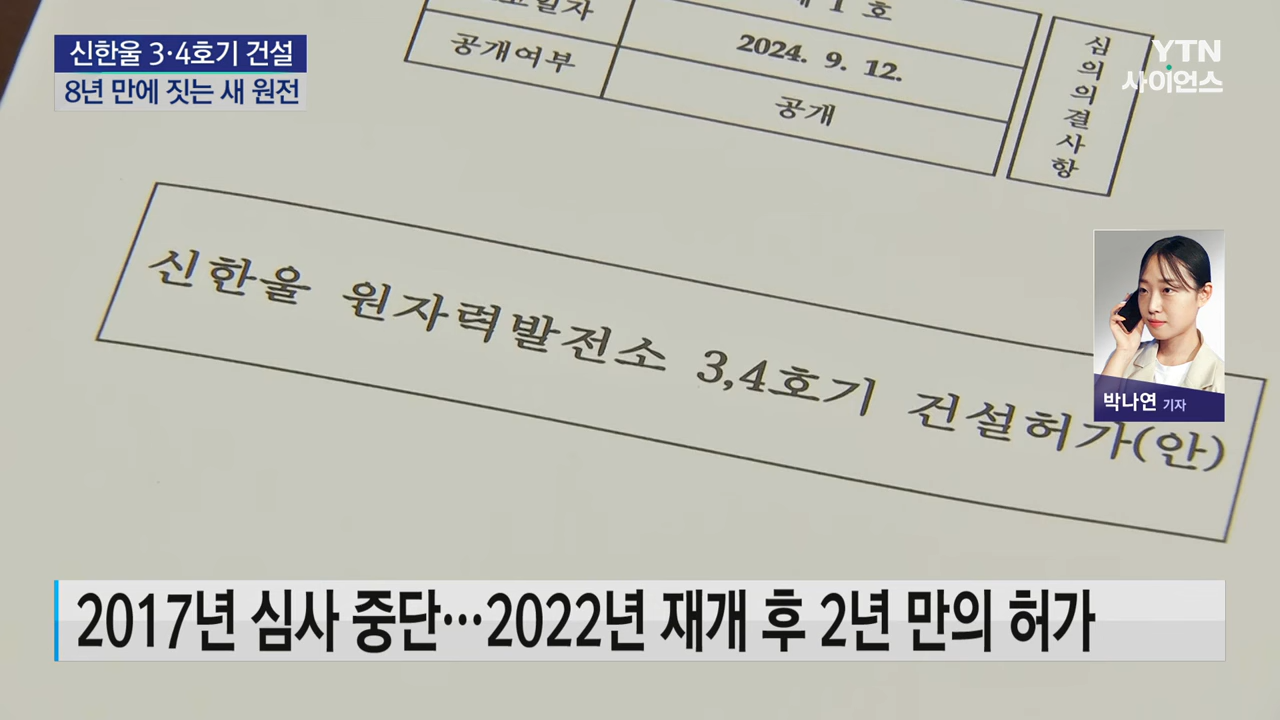 신한울 3·4호기 건설
8년 만에 짓는 새 원전
YTN
사이언스
제 1 호
2024. 9. 12.
공개여부
공개
심의의결사항
신한울 원자력발전소 3,4호기 건설허가(안)
박나연 기자
2017년 심사 중단…2022년 재개 후 2년 만의 허가